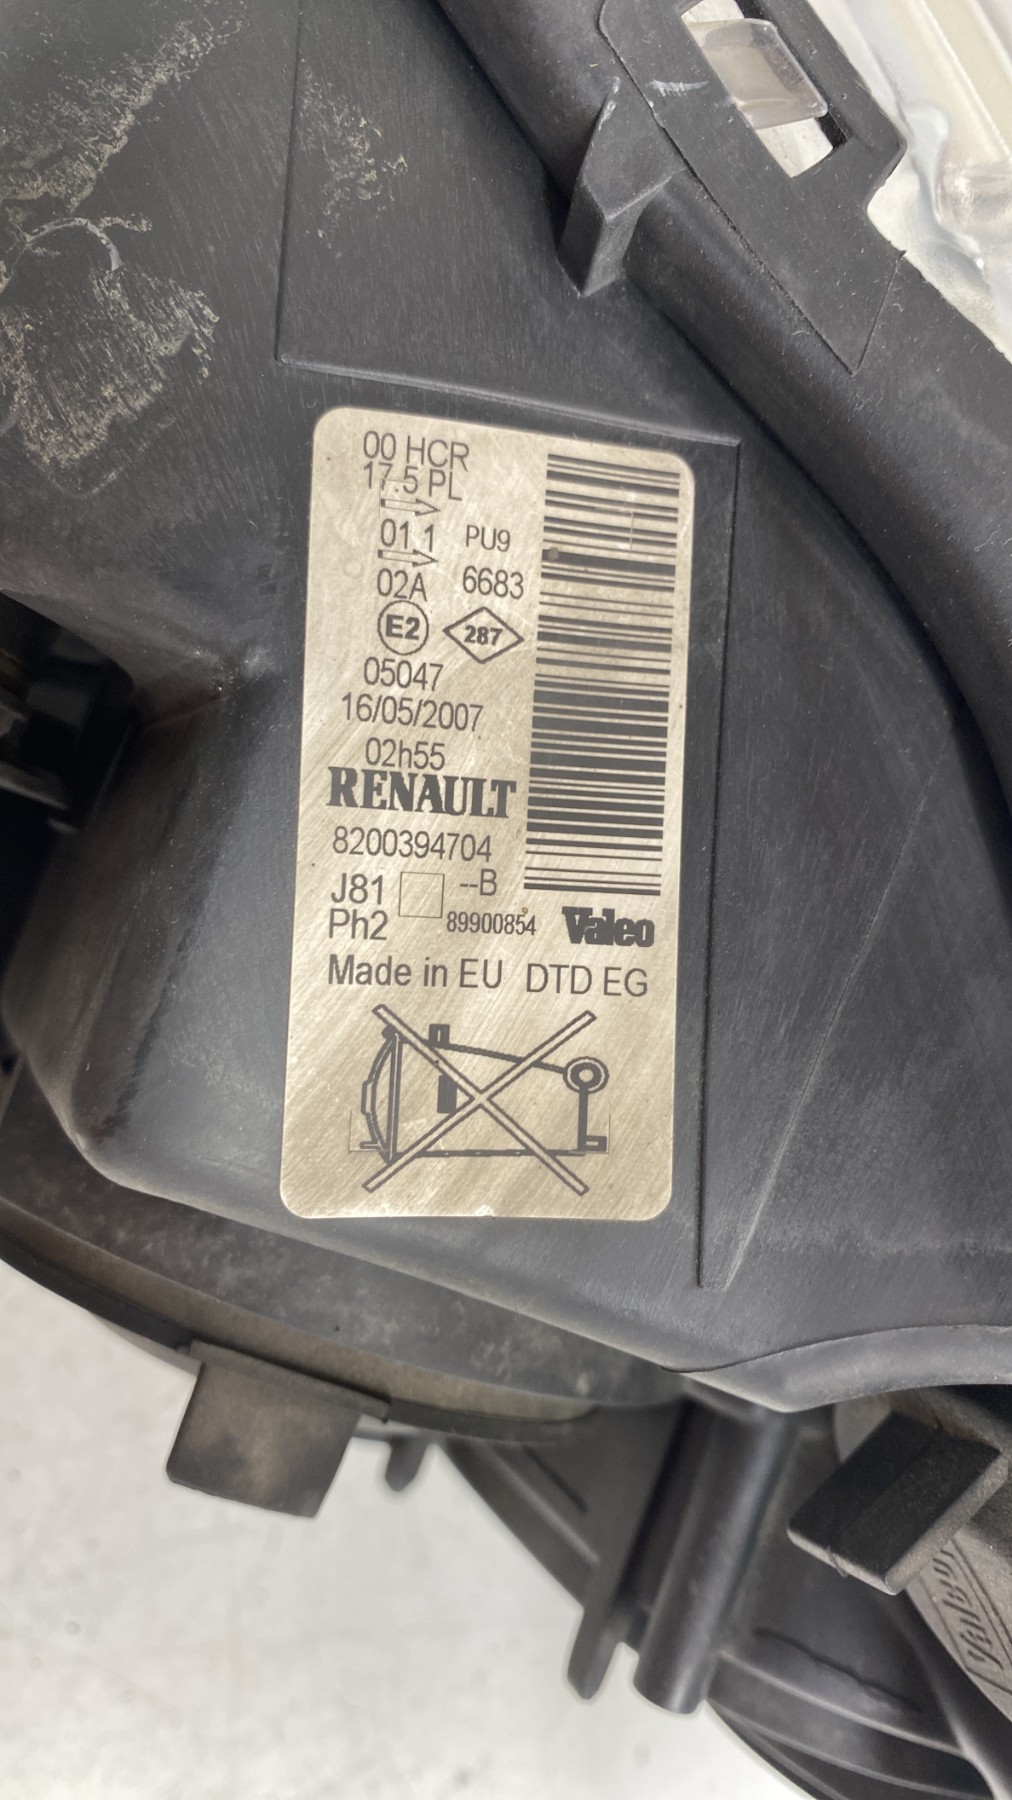 00 HCR
17.5 PL
01.1 PU9
02A 6683
E2 287
05047
16/05/2007
02h55
RENAULT
8200394704
J81 --B
Ph2 89900854 Valeo
Made in EU DTD EG
Valeo